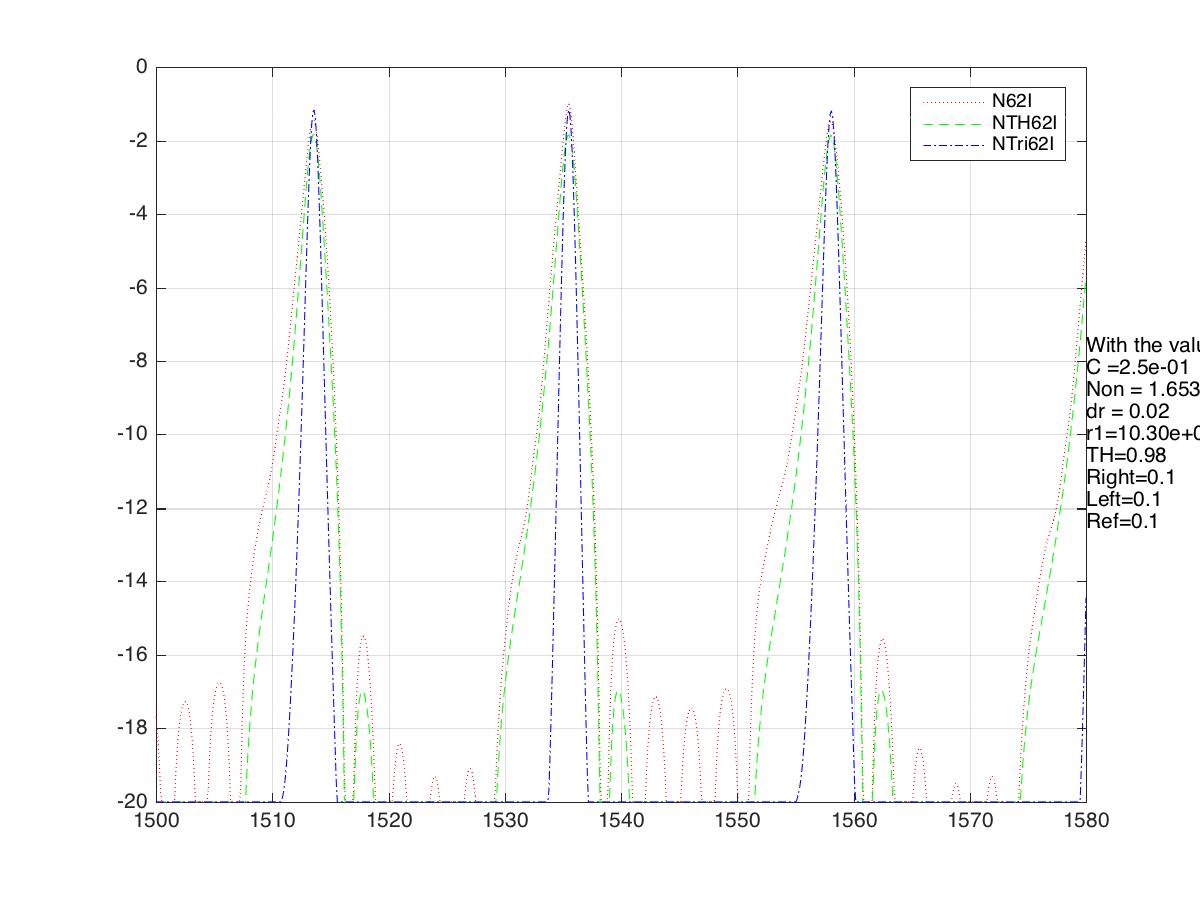 0
-2
-4
-6
-8
-10
-12
-14
-16
-18
-20
1500 1510 1520 1530 1540 1550 1560 1570 1580
N62I
NTH62I
NTri62I
With the
C =2.5e-01
Non = 1.653
dr = 0.02
r1=10.30e+0
TH=0.98
Right=0.1
Left=0.1
Ref=0.1